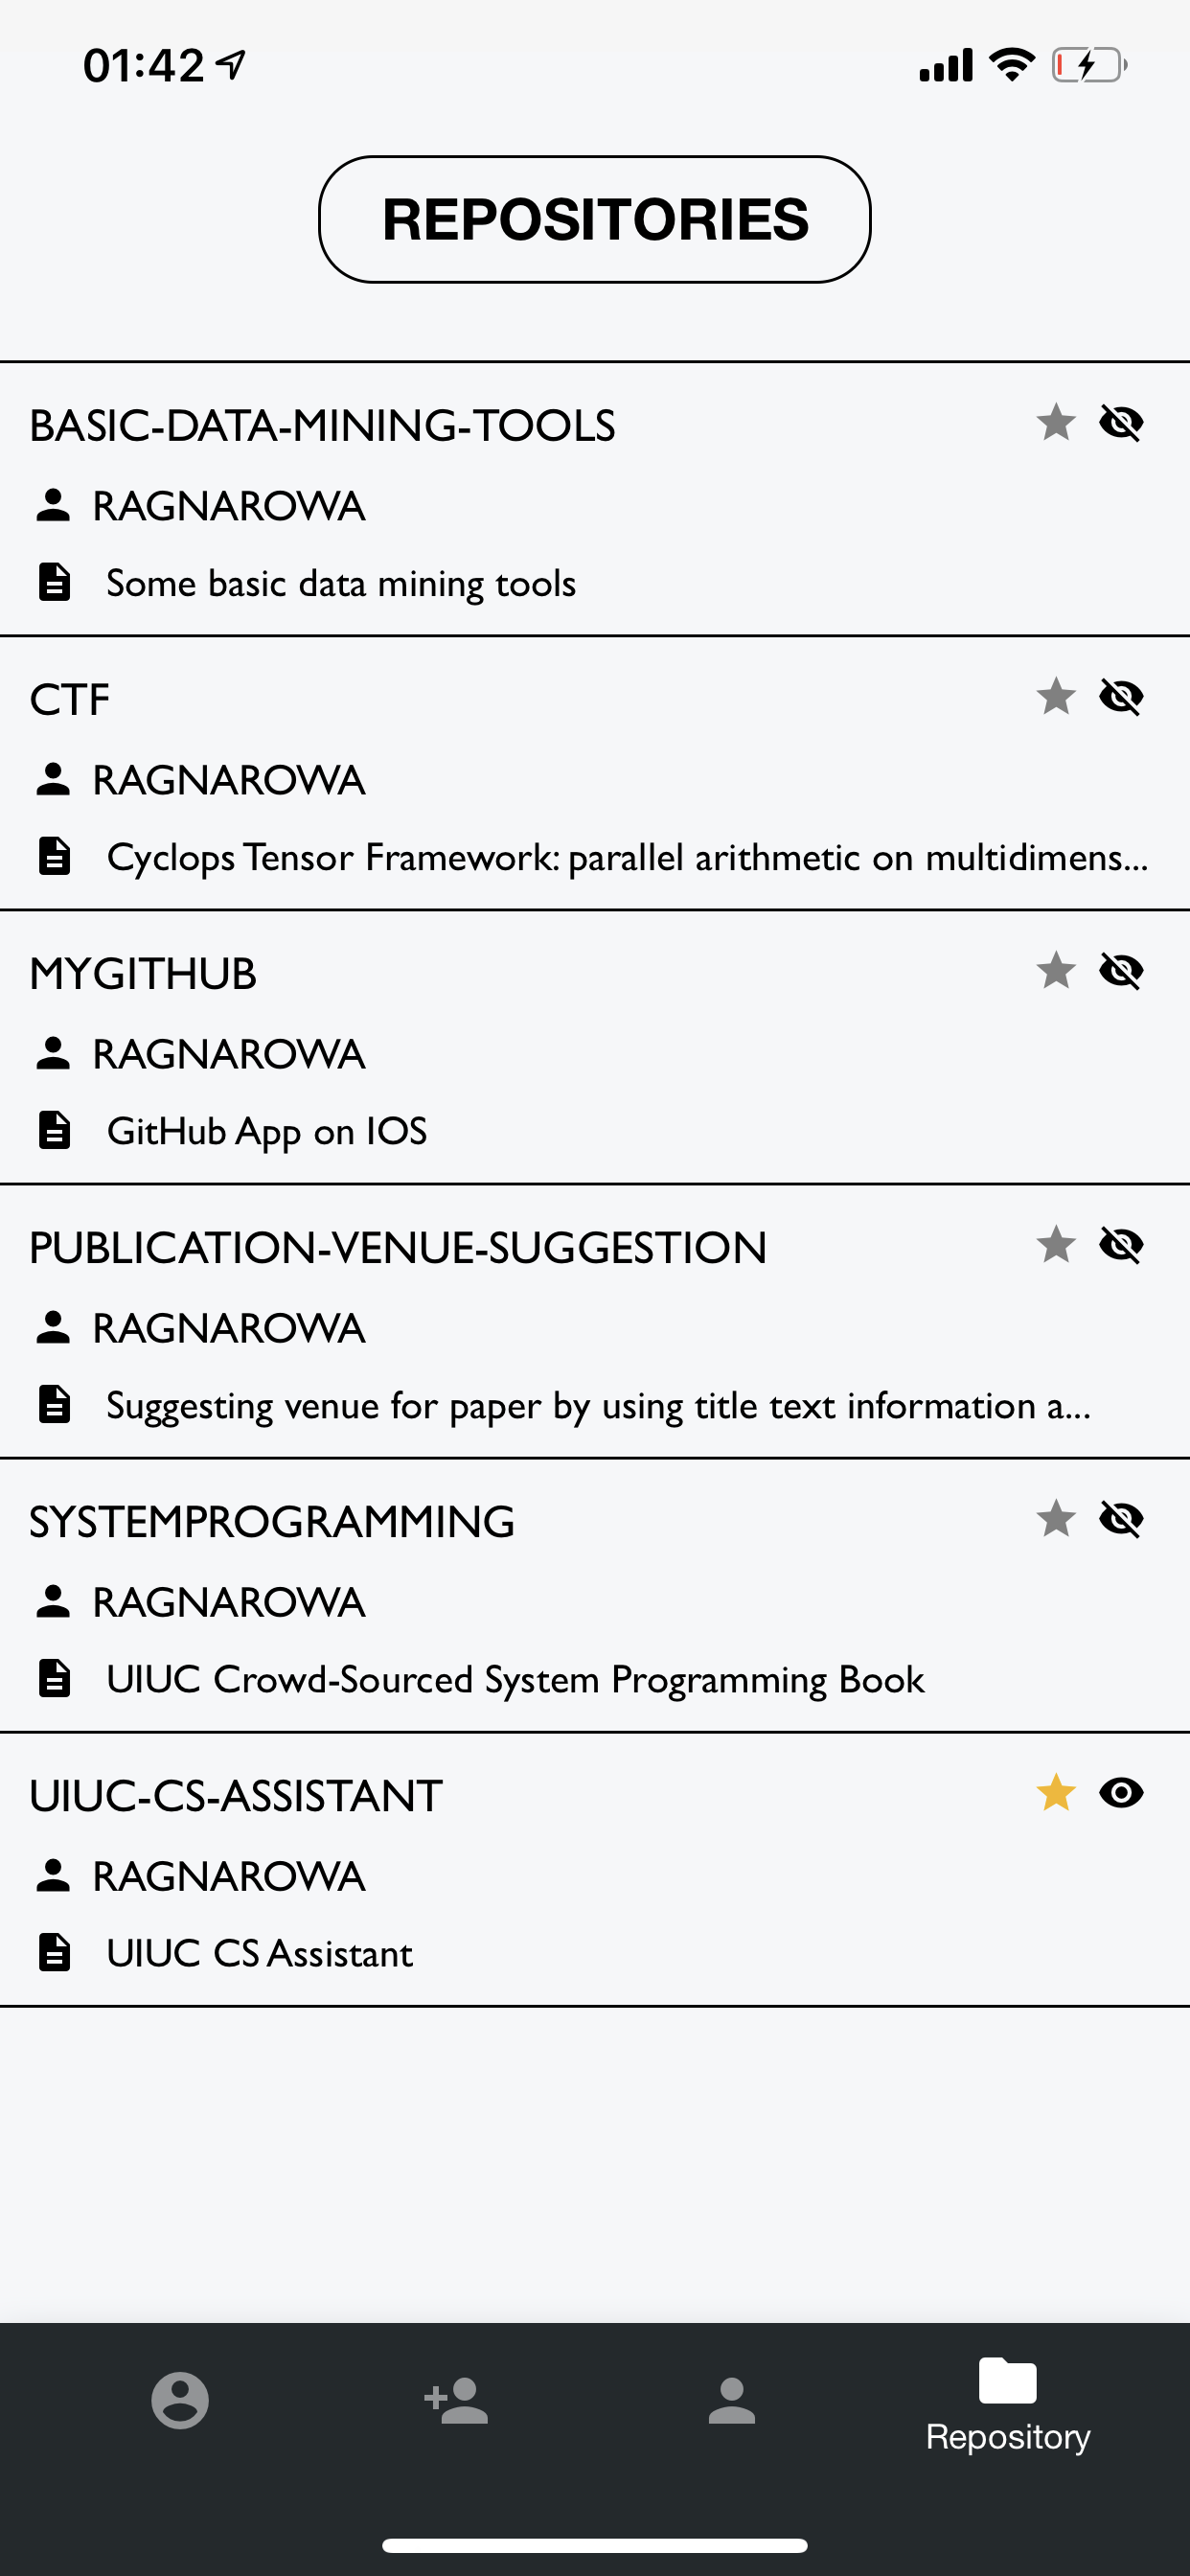 01:42
REPOSITORIES
BASIC-DATA-MINING-TOOLS
RAGNAROWA
Some basic data mining tools
CTF
RAGNAROWA
Cyclops Tensor Framework: parallel arithmetic on multidimens...
MYGITHUB
RAGNAROWA
GitHub App on IOS
PUBLICATION-VENUE-SUGGESTION
RAGNAROWA
Suggesting venue for paper by using title text information a...
SYSTEMPROGRAMMING
RAGNAROWA
UIUC Crowd-Sourced System Programming Book
UIUC-CS-ASSISTANT
RAGNAROWA
UIUC CS Assistant
Repository